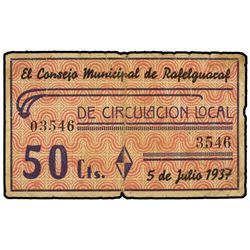 El Consejo Municipal de Rafelguaraf
DE CIRCULACION LOCAL
03546
3546
50 Cts.
5 de Julio 1937